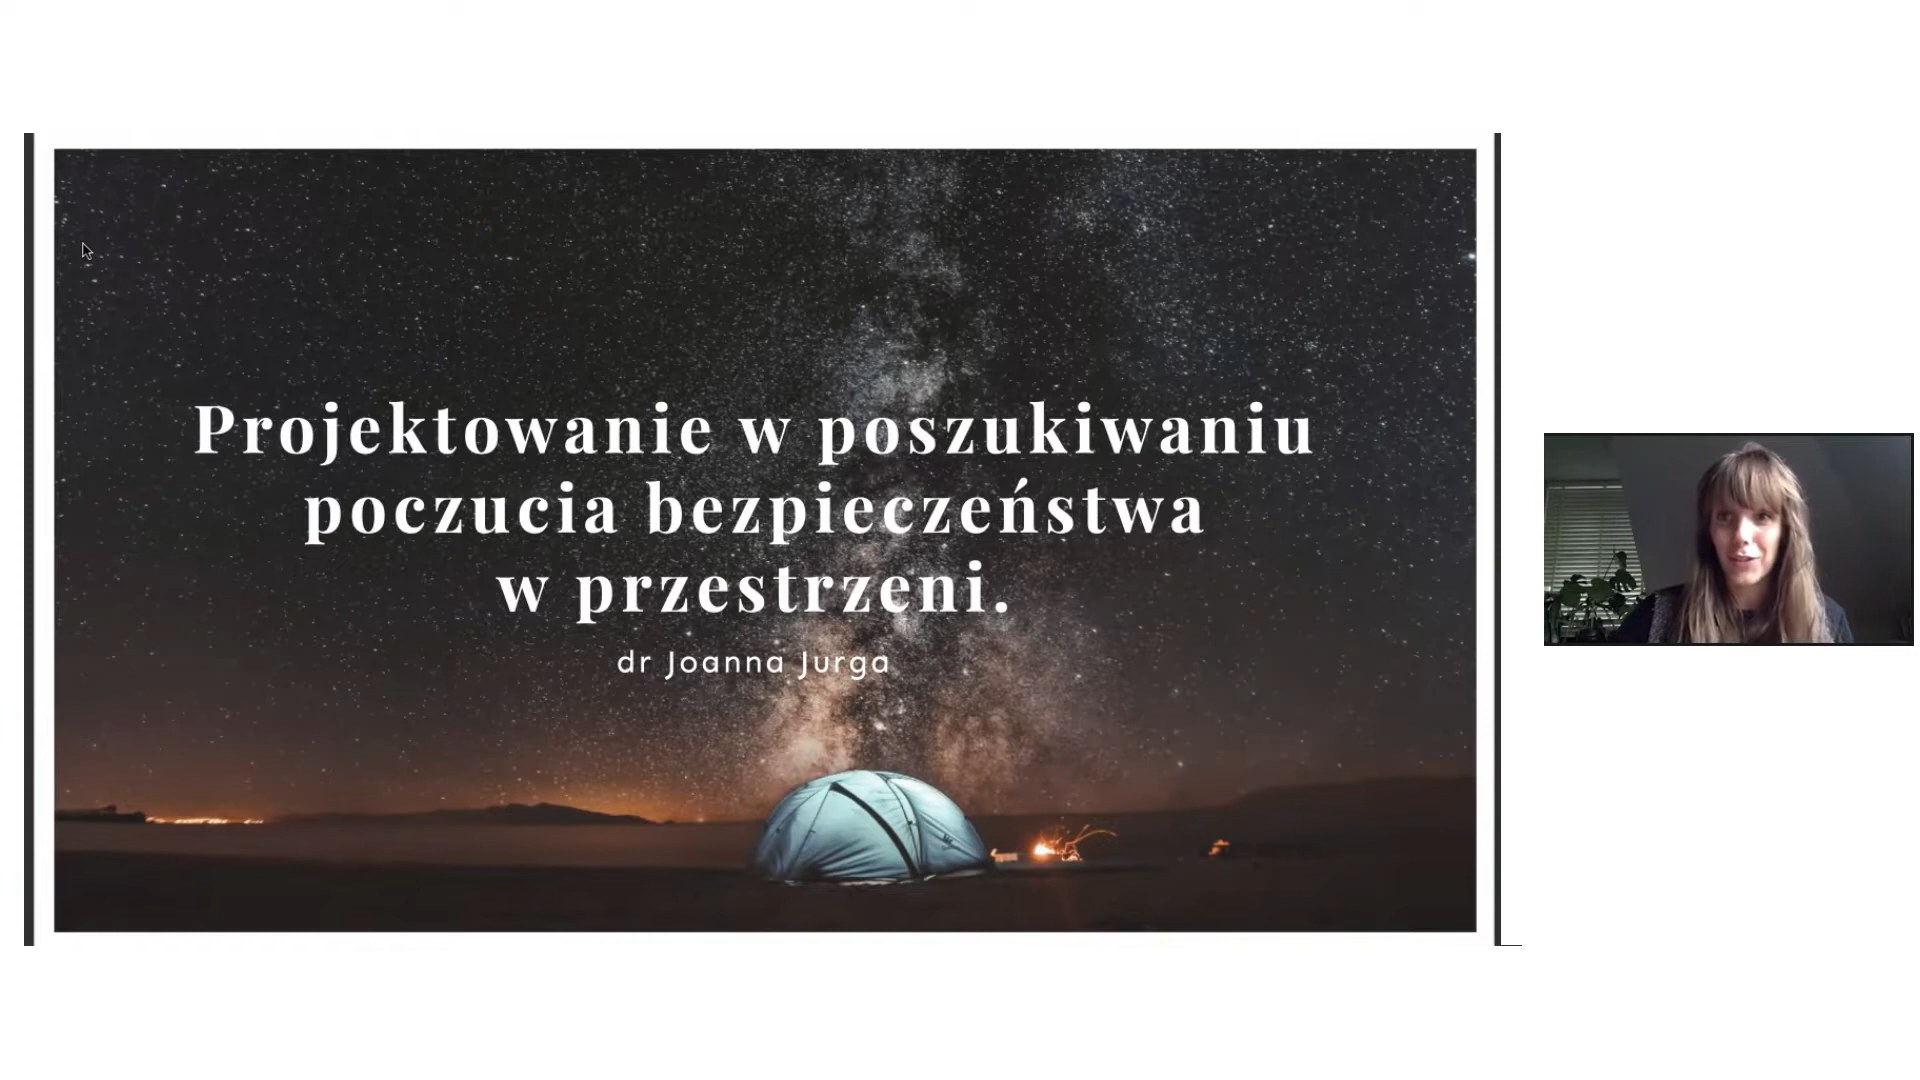 Projektowanie w poszukiwaniu
poczucia bezpieczeństwa
w przestrzeni.
dr Joanna Jurga